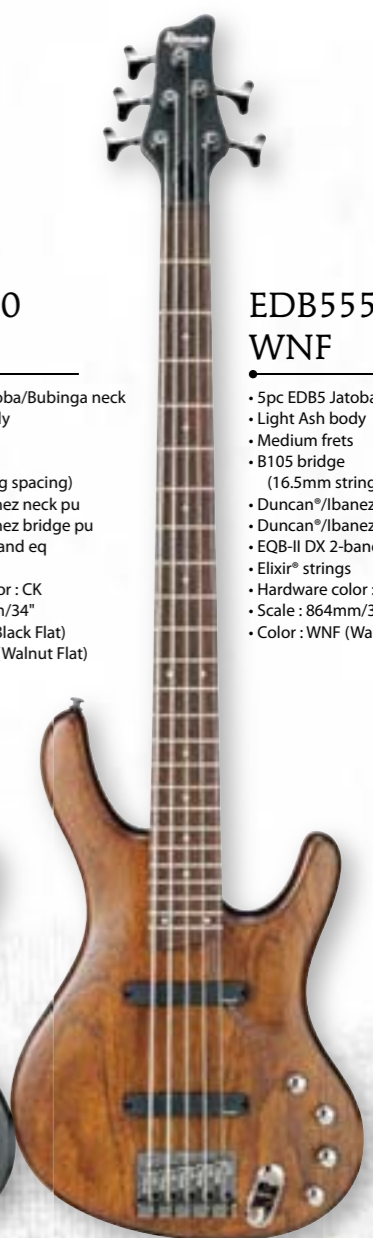 Ibanez
0
oba/Bubinga neck
dy
g spacing)
nez neck pu
nez bridge pu
and eq
or : CK
m/34"
Black Flat)
(Walnut Flat)
EDB555
WNF
• 5pc EDB5 Jatoba
• Light Ash body
• Medium frets
• B105 bridge
(16.5mm string
• Duncan®/Ibanez
• Duncan®/Ibanez
• EQB-II DX 2-band
• Elixir® strings
• Hardware color :
• Scale : 864mm/3
• Color : WNF (Wa